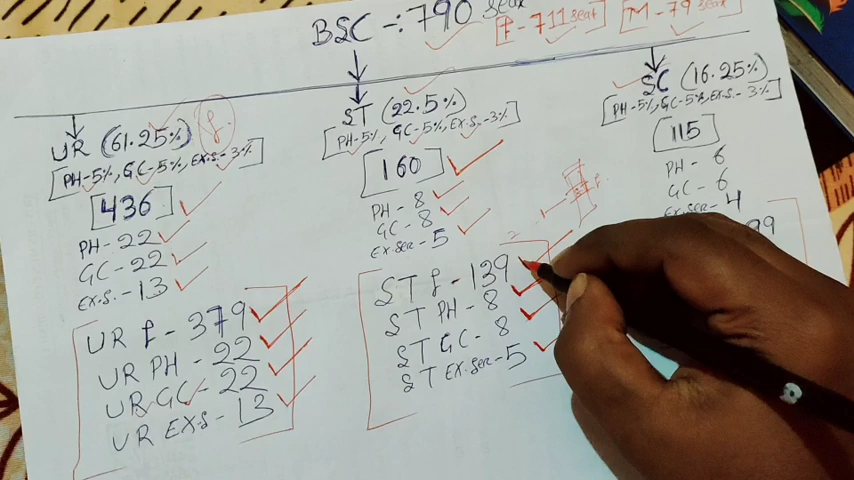 BSC -: 790 Seat [f - 711 seat] [M - 79 seat]
UR (61.25%) f.
[PH-5%, GC-5%, EX.S.-3%]
[436]
PH - 22
GC - 22
EX.S. - 13
UR f - 379
UR PH - 22
UR GC - 22
UR EX.S - 13
ST (22.5%)
[PH-5%, GC-5%, EX.S.-3%]
[160]
PH - 8
GC - 8
EX.SER - 5
ST f - 139
ST PH - 8
ST GC - 8
ST EX.SER - 5
SC (16.25%)
[PH-5%, GC-5%, EX.S-3%]
[115]
PH - 6
GC - 6
EX.SER - 4
99